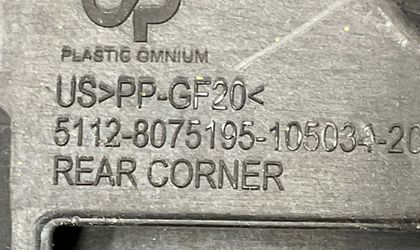 PLASTIC OMNIUM
US>PP-GF20<
5112-8075195-105034-20
REAR CORNER